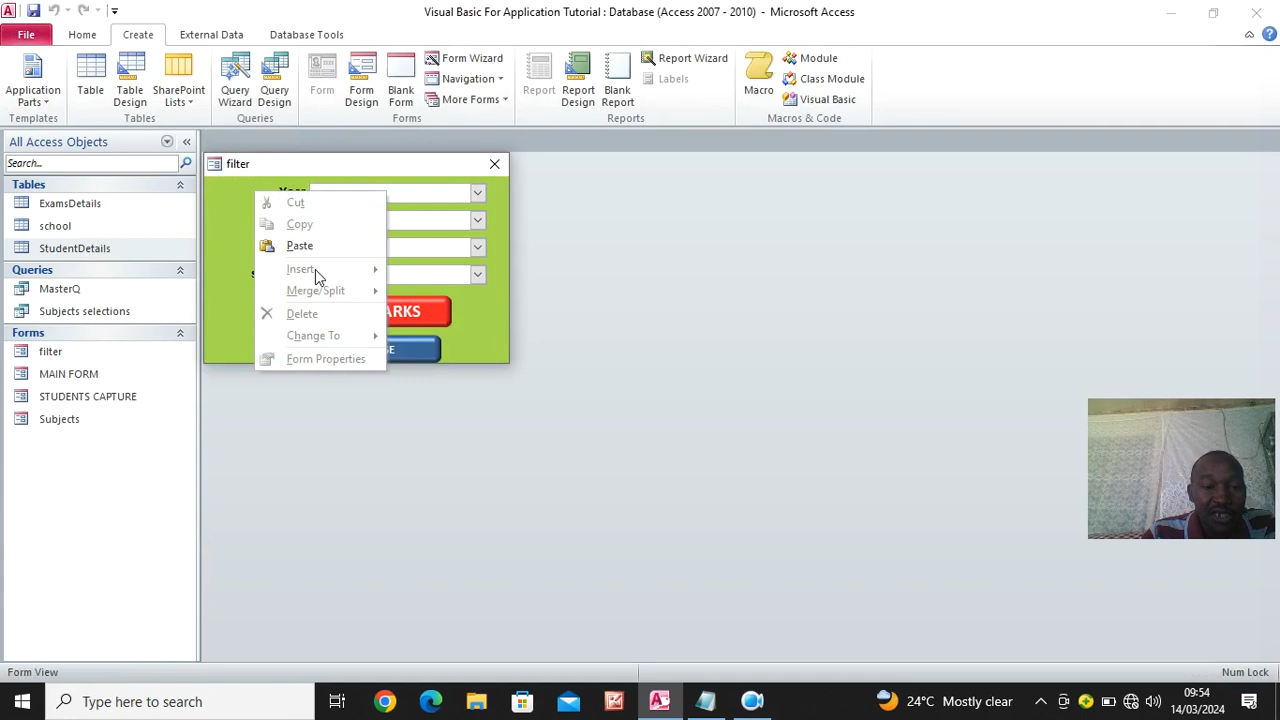 Visual Basic For Application Tutorial : Database (Access 2007 - 2010) - Microsoft Access
File Home Create External Data Database Tools
Application Parts
Table
Table Design
SharePoint Lists
Query Wizard
Query Design
Form
Form Design
Blank Form
Form Wizard
Navigation
More Forms
Report
Report Design
Blank Report
Report Wizard
Labels
Macro
Module
Class Module
Visual Basic
Templates Tables Queries Forms Reports Macros & Code
All Access Objects
Search...
Tables
ExamsDetails
school
StudentDetails
Queries
MasterQ
Subjects selections
Forms
filter
MAIN FORM
STUDENTS CAPTURE
Subjects
filter
Cut
Copy
Paste
Insert
Merge/Split
Delete
Change To
Form Properties
ARKS
SE
Form View
Num Lock
Type here to search
24°C Mostly clear
09:54
14/03/2024